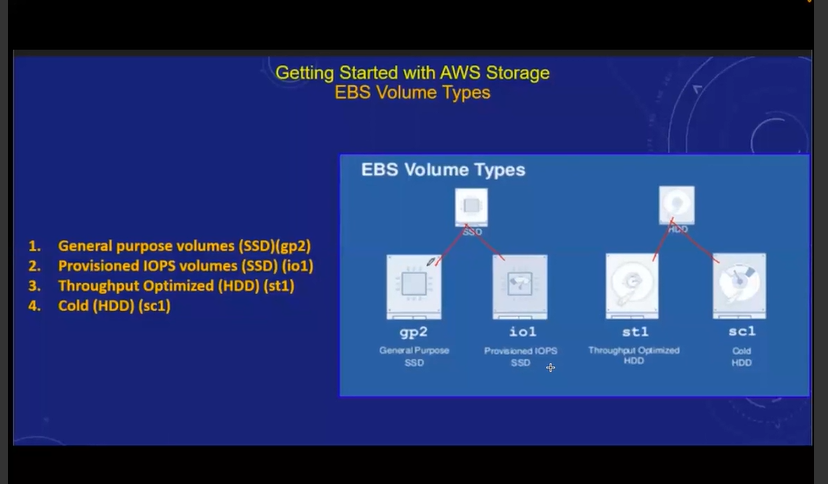 Getting Started with AWS Storage
EBS Volume Types
1. General purpose volumes (SSD)(gp2)
2. Provisioned IOPS volumes (SSD) (io1)
3. Throughput Optimized (HDD) (st1)
4. Cold (HDD) (sc1)
EBS Volume Types
SSD
HDD
gp2
General Purpose
SSD
io1
Provisioned IOPS
SSD
st1
Throughput Optimized
HDD
sc1
Cold
HDD